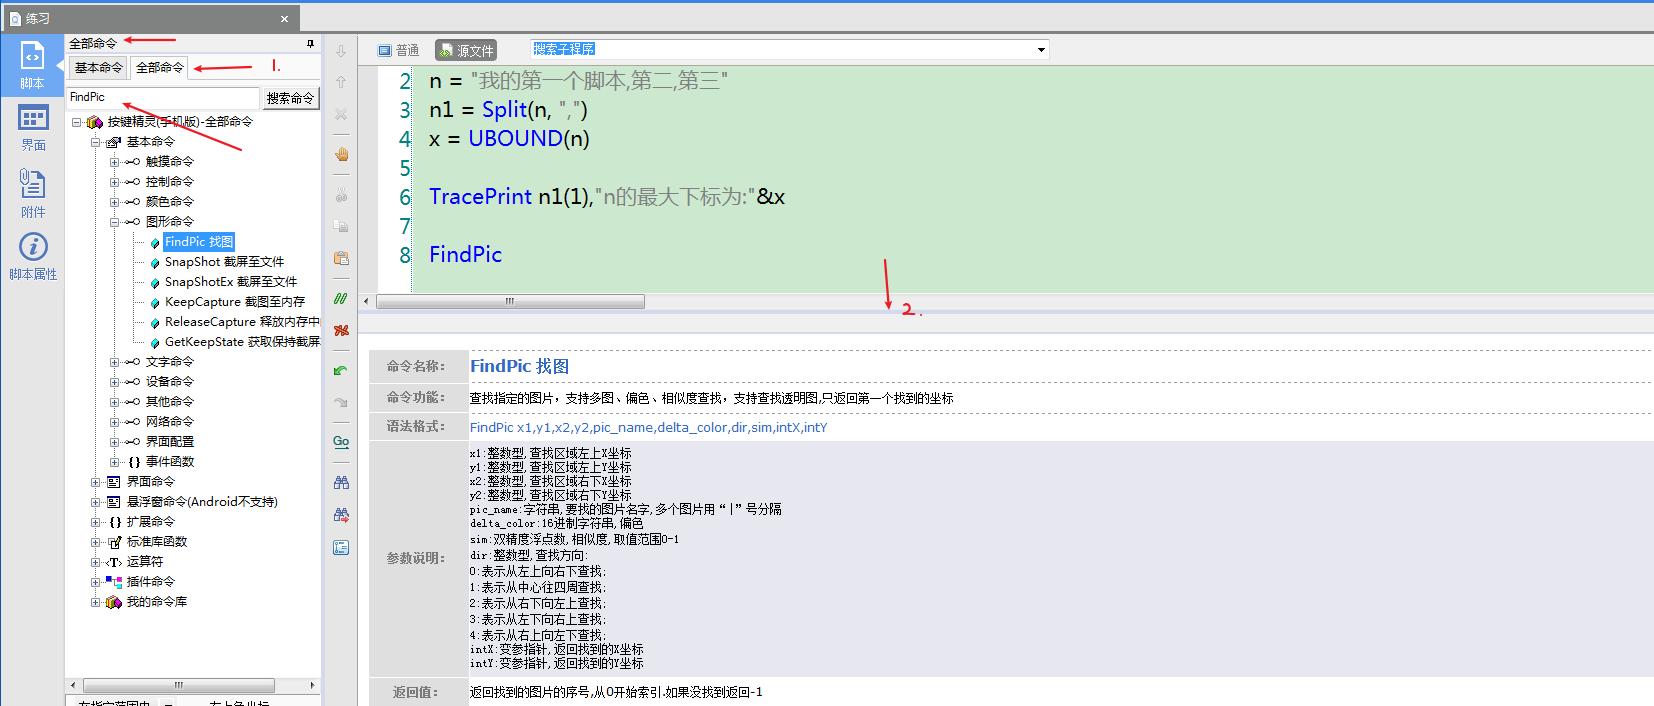 练习
脚本
界面
附件
脚本属性
全部命令
基本命令 全部命令
1.
FindPic 搜索命令
按键精灵(手机版)-全部命令
基本命令
触摸命令
控制命令
颜色命令
图形命令
FindPic 找图
SnapShot 截屏至文件
SnapShotEx 截屏至文件
KeepCapture 截图至内存
ReleaseCapture 释放内存中
GetKeepState 获取保持截屏
文字命令
设备命令
其他命令
网络命令
界面配置
事件函数
界面命令
悬浮窗命令(Android不支持)
扩展命令
标准库函数
运算符
插件命令
我的命令库
Go
普通 源文件 搜索子程序
2 n = "我的第一个脚本,第二,第三"
3 n1 = Split(n, ",")
4 x = UBOUND(n)
5
6 TracePrint n1(1),"n的最大下标为:"&x
7
8 FindPic
2.
命令名称: FindPic 找图
命令功能: 查找指定的图片，支持多图、偏色、相似度查找，支持查找透明图,只返回第一个找到的坐标
语法格式: FindPic x1,y1,x2,y2,pic_name,delta_color,dir,sim,intX,intY
参数说明:
x1:整数型,查找区域左上X坐标
y1:整数型,查找区域左上Y坐标
x2:整数型,查找区域右下X坐标
y2:整数型,查找区域右下Y坐标
pic_name:字符串,要找的图片名字,多个图片用“|”号分隔
delta_color:16进制字符串,偏色
sim:双精度浮点数,相似度,取值范围0-1
dir:整数型,查找方向:
0:表示从左上向右下查找;
1:表示从中心往四周查找;
2:表示从右下向左上查找;
3:表示从左下向右上查找;
4:表示从右上向左下查找;
intX:变参指针,返回找到的X坐标
intY:变参指针,返回找到的Y坐标
返回值: 返回找到的图片的序号,从0开始索引.如果没找到返回-1